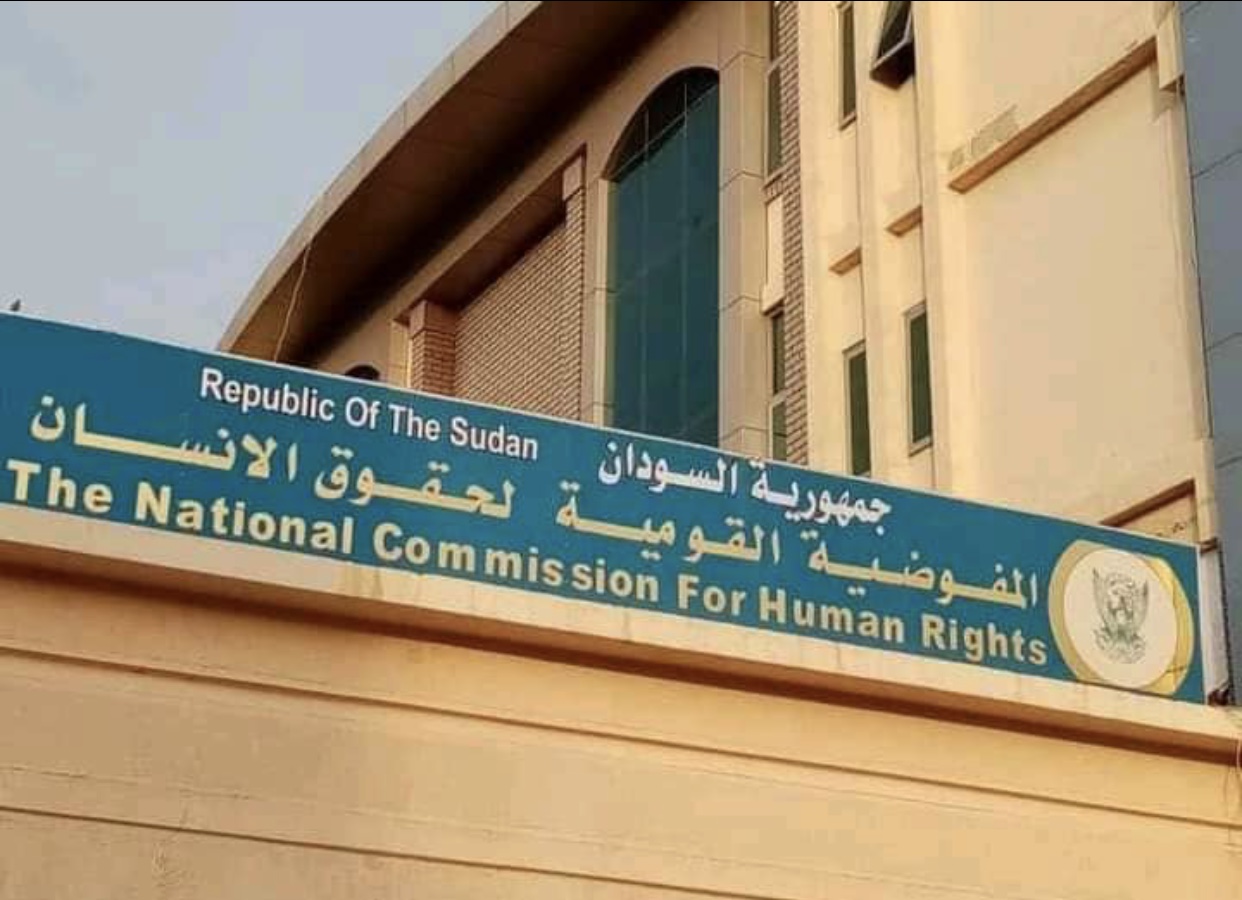 Republic Of The Sudan
جمهورية السودان
المفوضية القومية لحقوق الانسان
The National Commission For Human Rights